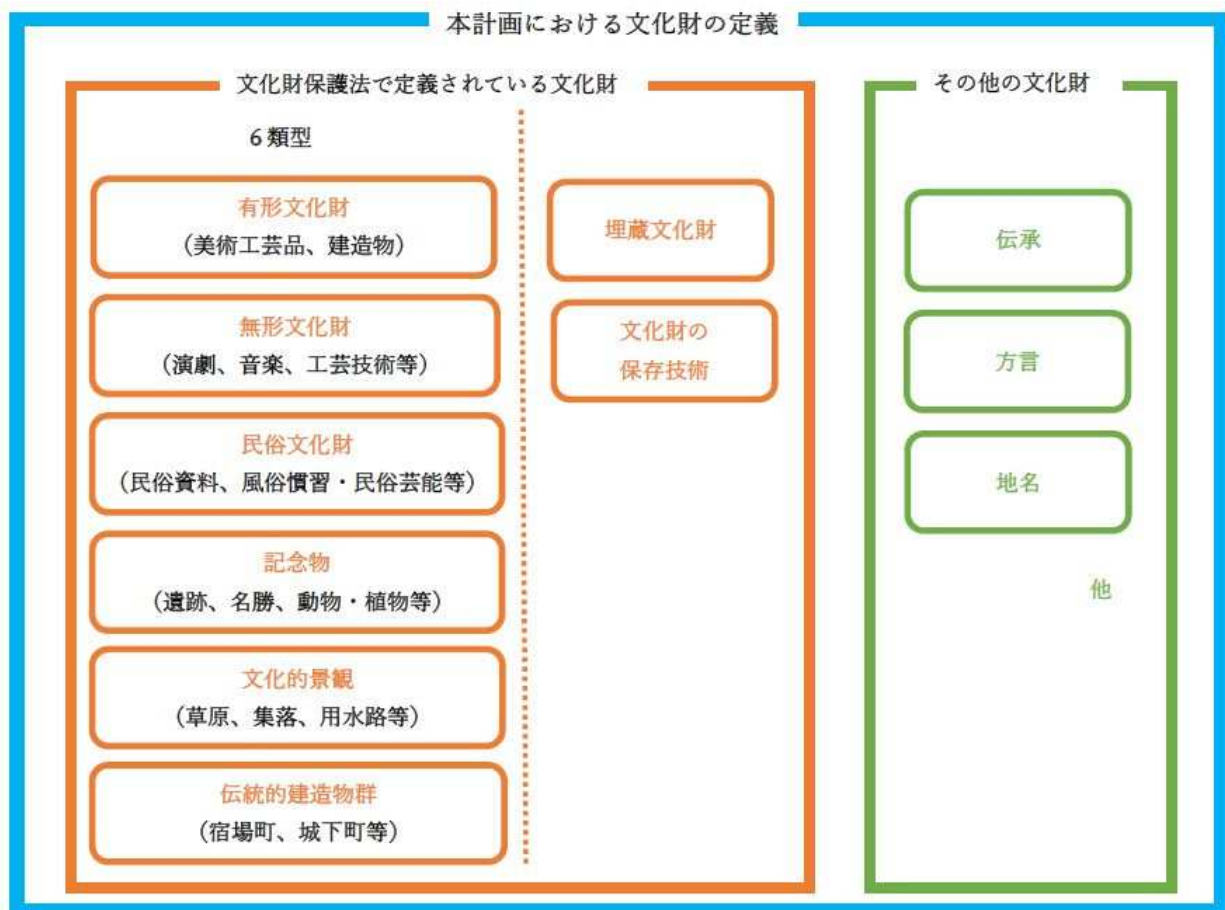 本計画における文化財の定義
文化財保護法で定義されている文化財
6類型
有形文化財
（美術工芸品、建造物）
無形文化財
（演劇、音楽、工芸技術等）
民俗文化財
（民俗資料、風俗慣習・民俗芸能等）
記念物
（遺跡、名勝、動物・植物等）
文化的景観
（草原、集落、用水路等）
伝統的建造物群
（宿場町、城下町等）
埋蔵文化財
文化財の
保存技術
その他の文化財
伝承
方言
地名
他